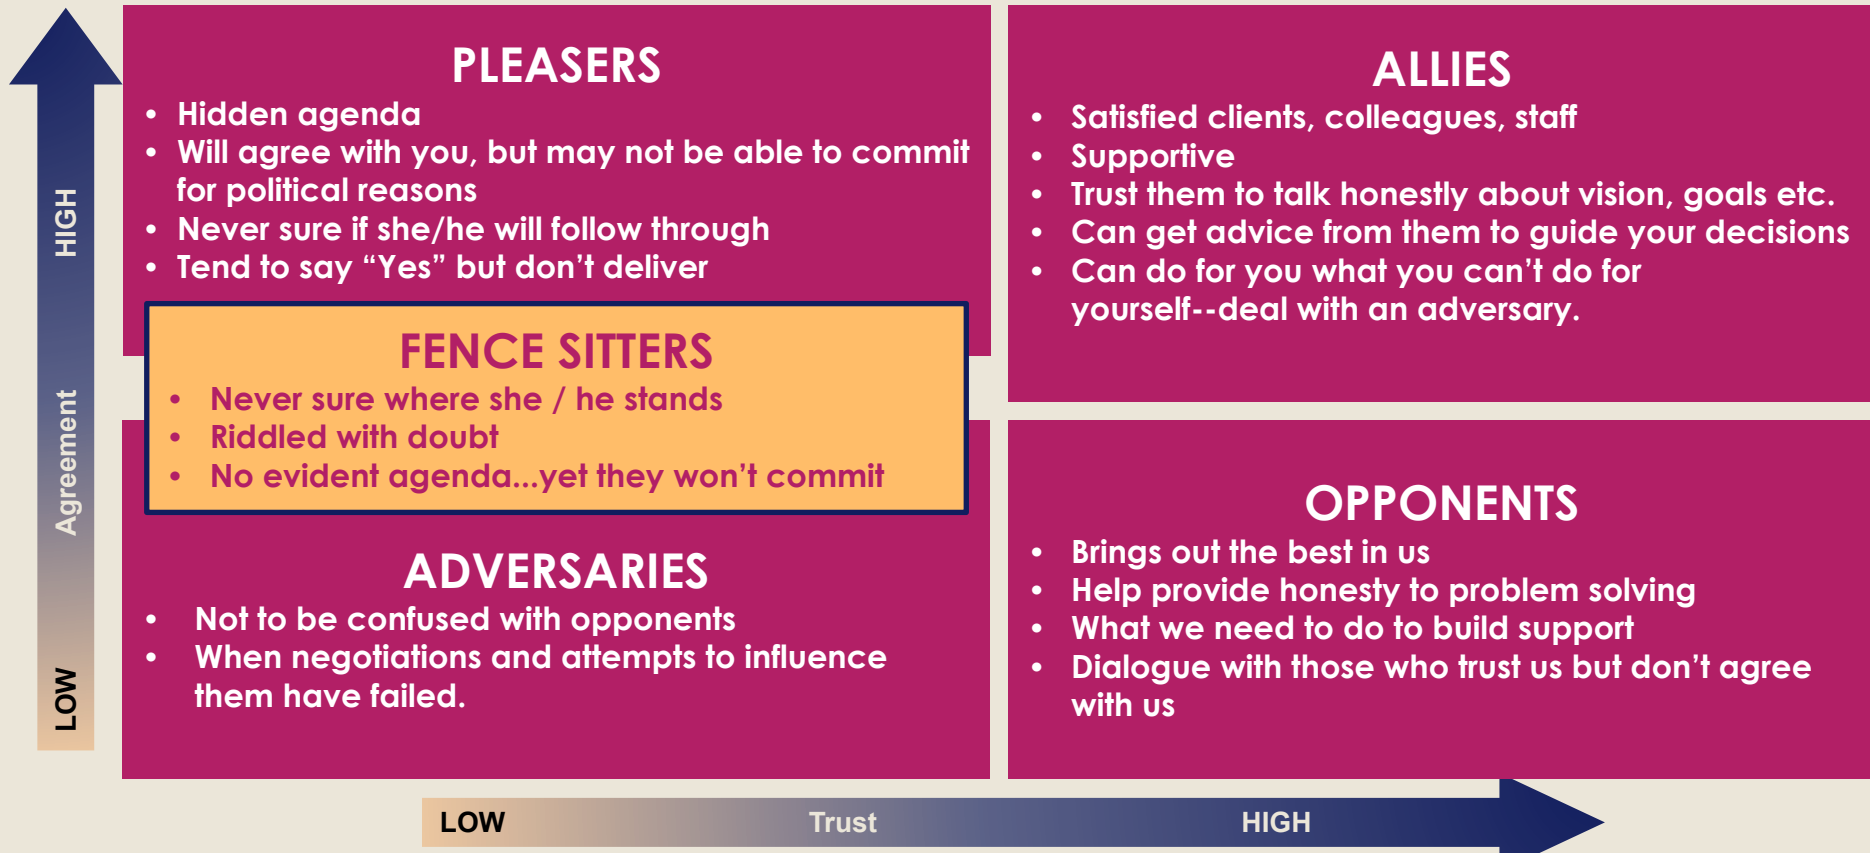 PLEASERS
• Hidden agenda
• Will agree with you, but may not be able to commit
for political reasons
• Never sure if she/he will follow through
• Tend to say “Yes” but don’t deliver
ALLIES
• Satisfied clients, colleagues, staff
• Supportive
• Trust them to talk honestly about vision, goals etc.
• Can get advice from them to guide your decisions
• Can do for you what you can’t do for
yourself--deal with an adversary.
FENCE SITTERS
• Never sure where she / he stands
• Riddled with doubt
• No evident agenda...yet they won’t commit
ADVERSARIES
• Not to be confused with opponents
• When negotiations and attempts to influence
them have failed.
OPPONENTS
• Brings out the best in us
• Help provide honesty to problem solving
• What we need to do to build support
• Dialogue with those who trust us but don’t agree
with us
LOW Agreement HIGH
LOW Trust HIGH